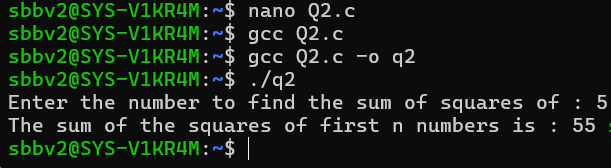 sbbv2@SYS-V1KR4M:~$ nano Q2.c
sbbv2@SYS-V1KR4M:~$ gcc Q2.c
sbbv2@SYS-V1KR4M:~$ gcc Q2.c -o q2
sbbv2@SYS-V1KR4M:~$ ./q2
Enter the number to find the sum of squares of : 5
The sum of the squares of first n numbers is : 55 s
sbbv2@SYS-V1KR4M:~$